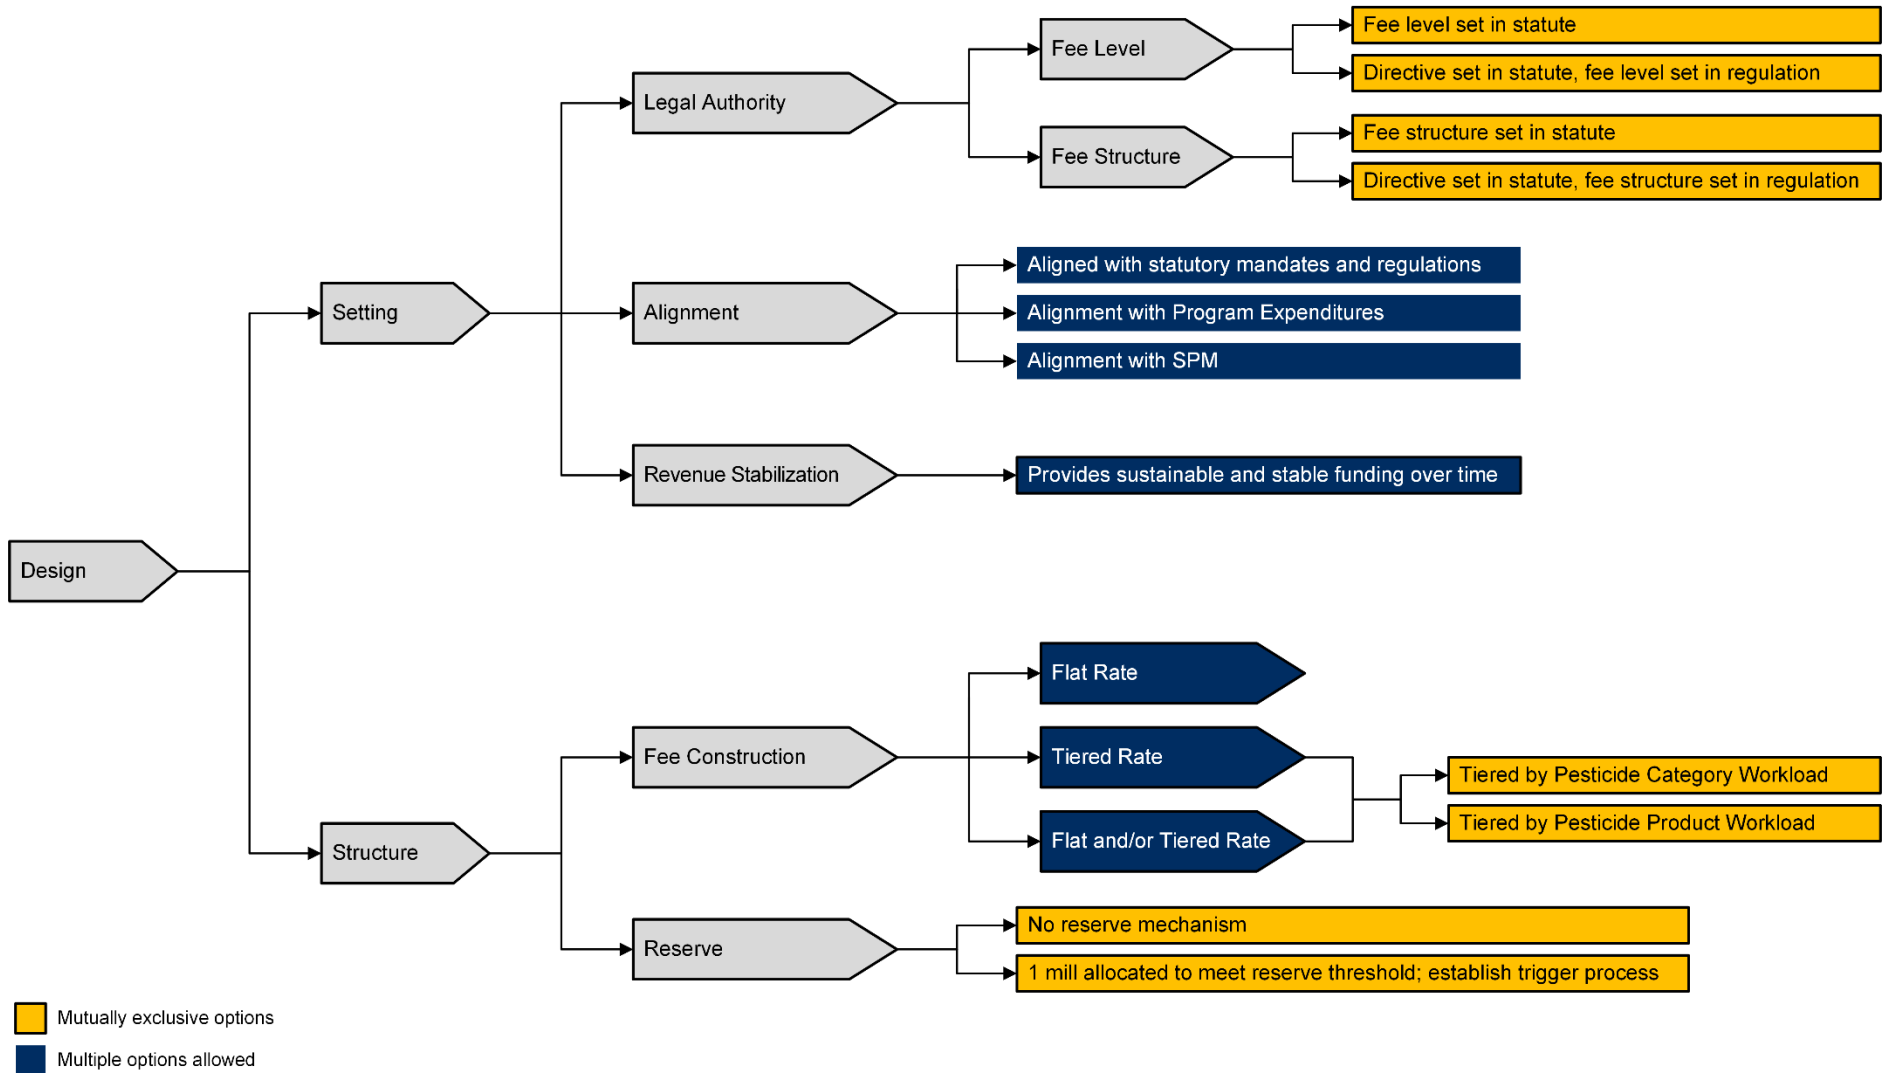 Design
Setting
Legal Authority
Fee Level
Fee level set in statute
Directive set in statute, fee level set in regulation
Fee Structure
Fee structure set in statute
Directive set in statute, fee structure set in regulation
Alignment
Aligned with statutory mandates and regulations
Alignment with Program Expenditures
Alignment with SPM
Revenue Stabilization
Provides sustainable and stable funding over time
Structure
Fee Construction
Flat Rate
Tiered Rate
Flat and/or Tiered Rate
Tiered by Pesticide Category Workload
Tiered by Pesticide Product Workload
Reserve
No reserve mechanism
1 mill allocated to meet reserve threshold; establish trigger process
Mutually exclusive options
Multiple options allowed